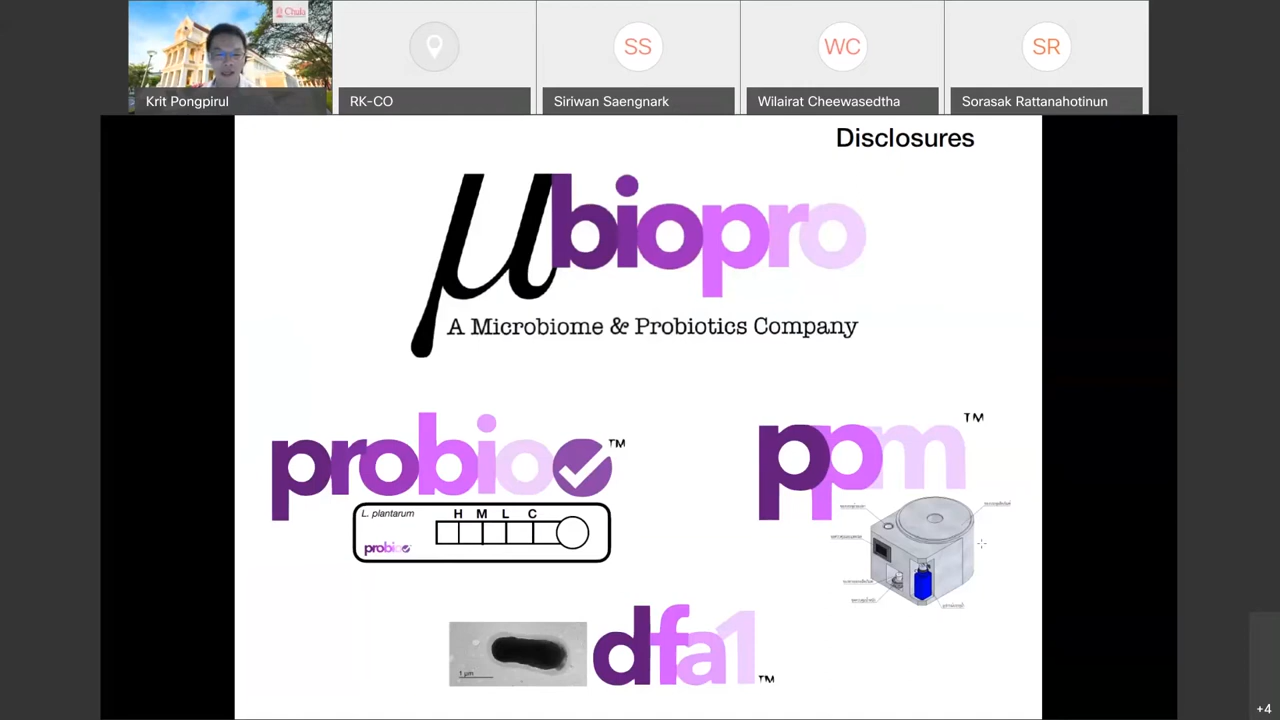 Chula
Krit Pongpirul
RK-CO
SS
Siriwan Saengnark
WC
Wilairat Cheewasedtha
SR
Sorasak Rattanahotinun
Disclosures
μbiopro
A Microbiome & Probiotics Company
probio ™
L. plantarum
H M L C
probio
ppm ™
1 μm
dfa1 ™
+4